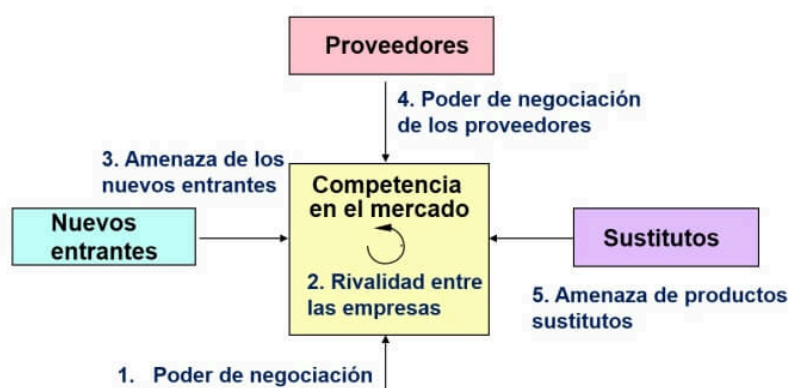 Proveedores
4. Poder de negociación
de los proveedores
3. Amenaza de los
nuevos entrantes
Competencia
en el mercado
Nuevos
entrantes
Sustitutos
2. Rivalidad entre
las empresas
5. Amenaza de productos
sustitutos
1. Poder de negociación